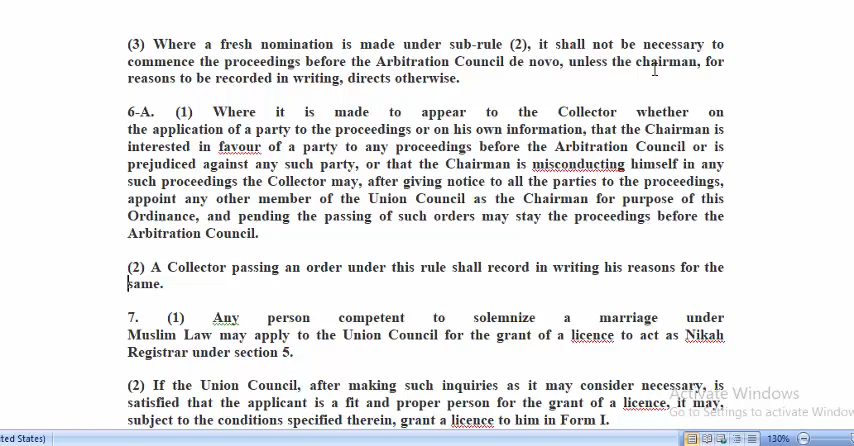 (3) Where a fresh nomination is made under sub-rule (2), it shall not be necessary to
commence the proceedings before the Arbitration Council de novo, unless the chairman, for
reasons to be recorded in writing, directs otherwise.
6-A. (1) Where it is made to appear to the Collector whether on
the application of a party to the proceedings or on his own information, that the Chairman is
interested in favour of a party to any proceedings before the Arbitration Council or is
prejudiced against any such party, or that the Chairman is misconducting himself in any
such proceedings the Collector may, after giving notice to all the parties to the proceedings,
appoint any other member of the Union Council as the Chairman for purpose of this
Ordinance, and pending the passing of such orders may stay the proceedings before the
Arbitration Council.
(2) A Collector passing an order under this rule shall record in writing his reasons for the
same.
7. (1) Any person competent to solemnize a marriage under
Muslim Law may apply to the Union Council for the grant of a licence to act as Nikah
Registrar under section 5.
(2) If the Union Council, after making such inquiries as it may consider necessary, is
satisfied that the applicant is a fit and proper person for the grant of a licence, it may,
subject to the conditions specified therein, grant a licence to him in Form I.
Activate Windows
Go to Settings to activate Window
ted States)
130%